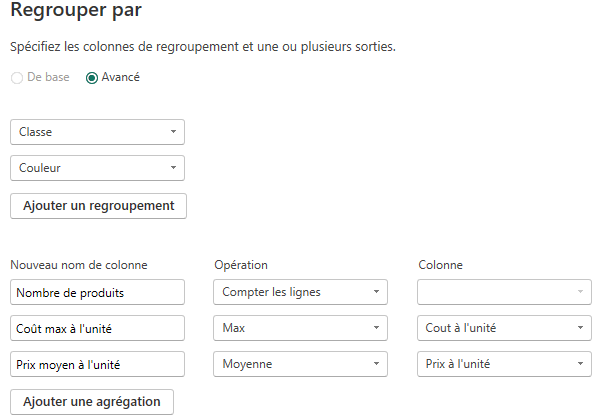 Regrouper par
Spécifiez les colonnes de regroupement et une ou plusieurs sorties.
De base Avancé
Classe
Couleur
Ajouter un regroupement
Nouveau nom de colonne Opération Colonne
Nombre de produits Compter les lignes
Coût max à l'unité Max Cout à l'unité
Prix moyen à l'unité Moyenne Prix à l'unité
Ajouter une agrégation